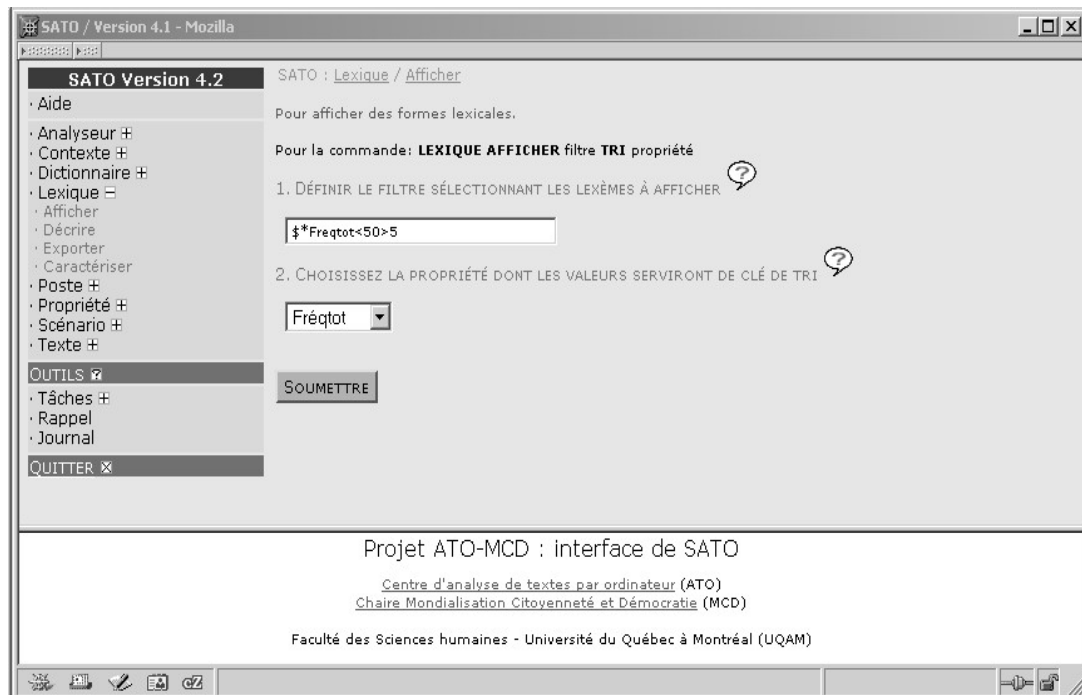 SATO / Version 4.1 - Mozilla
SATO Version 4.2
· Aide
· Analyseur
· Contexte
· Dictionnaire
· Lexique
· Afficher
· Décrire
· Exporter
· Caractériser
· Poste
· Propriété
· Scénario
· Texte
OUTILS
· Tâches
· Rappel
· Journal
QUITTER
SATO : Lexique / Afficher
Pour afficher des formes lexicales.
Pour la commande: LEXIQUE AFFICHER filtre TRI propriété
1. DÉFINIR LE FILTRE SÉLECTIONNANT LES LEXÈMES À AFFICHER ?
$*Freqtot<50>5
2. CHOISISSEZ LA PROPRIÉTÉ DONT LES VALEURS SERVIRONT DE CLÉ DE TRI ?
Fréqtot
SOUMETTRE
Projet ATO-MCD : interface de SATO
Centre d'analyse de textes par ordinateur (ATO)
Chaire Mondialisation Citoyenneté et Démocratie (MCD)
Faculté des Sciences humaines - Université du Québec à Montréal (UQAM)